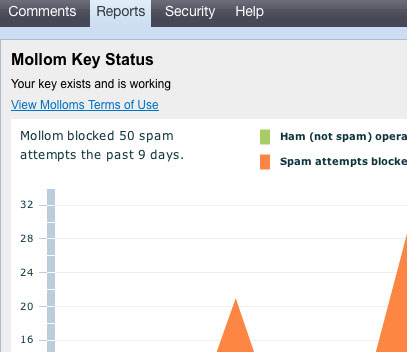 Comments Reports Security Help
Mollom Key Status
Your key exists and is working
View Molloms Terms of Use
Mollom blocked 50 spam
attempts the past 9 days.
Ham (not spam) opera
Spam attempts blocke
32
28
24
20
16